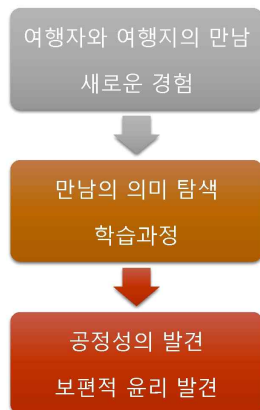 여행자와 여행지의 만남
새로운 경험
만남의 의미 탐색
학습과정
공정성의 발견
보편적 윤리 발견